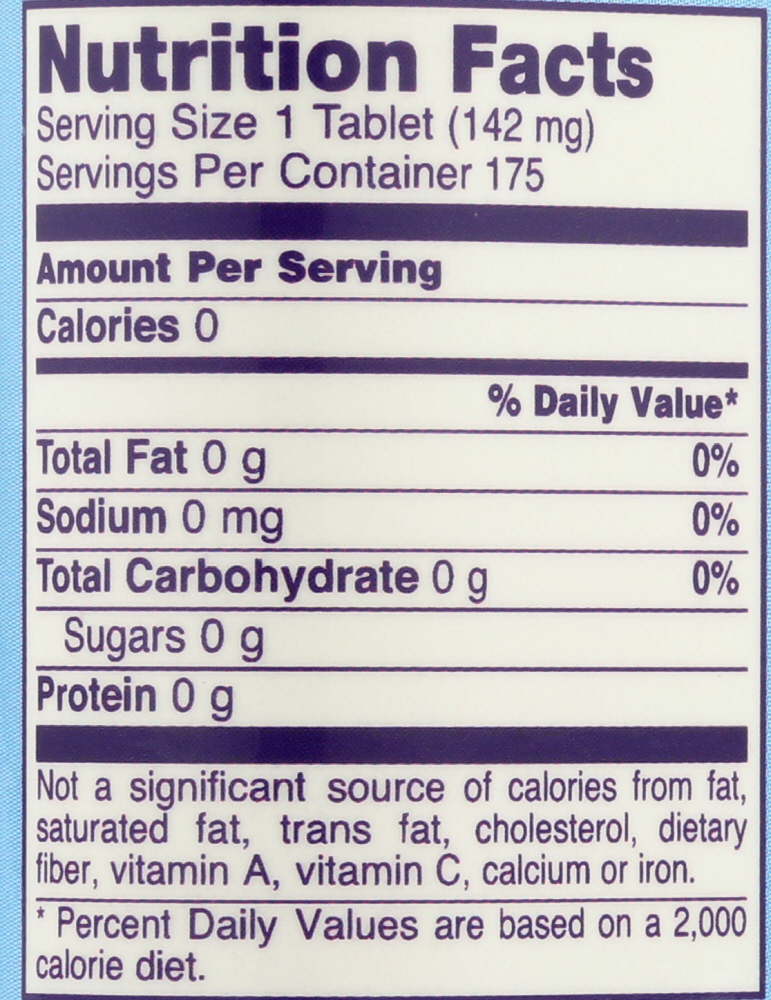 Nutrition Facts
Serving Size 1 Tablet (142 mg)
Servings Per Container 175
Amount Per Serving
Calories 0
% Daily Value*
Total Fat 0 g 0%
Sodium 0 mg 0%
Total Carbohydrate 0 g 0%
Sugars 0 g
Protein 0 g
Not a significant source of calories from fat,
saturated fat, trans fat, cholesterol, dietary
fiber, vitamin A, vitamin C, calcium or iron.
* Percent Daily Values are based on a 2,000
calorie diet.